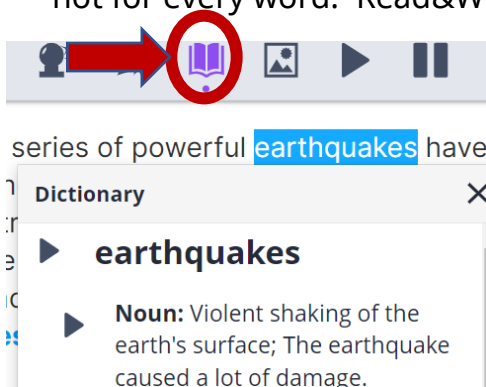 not for every word. Read&W
series of powerful earthquakes have
Dictionary
earthquakes
Noun: Violent shaking of the
earth's surface; The earthquake
caused a lot of damage.